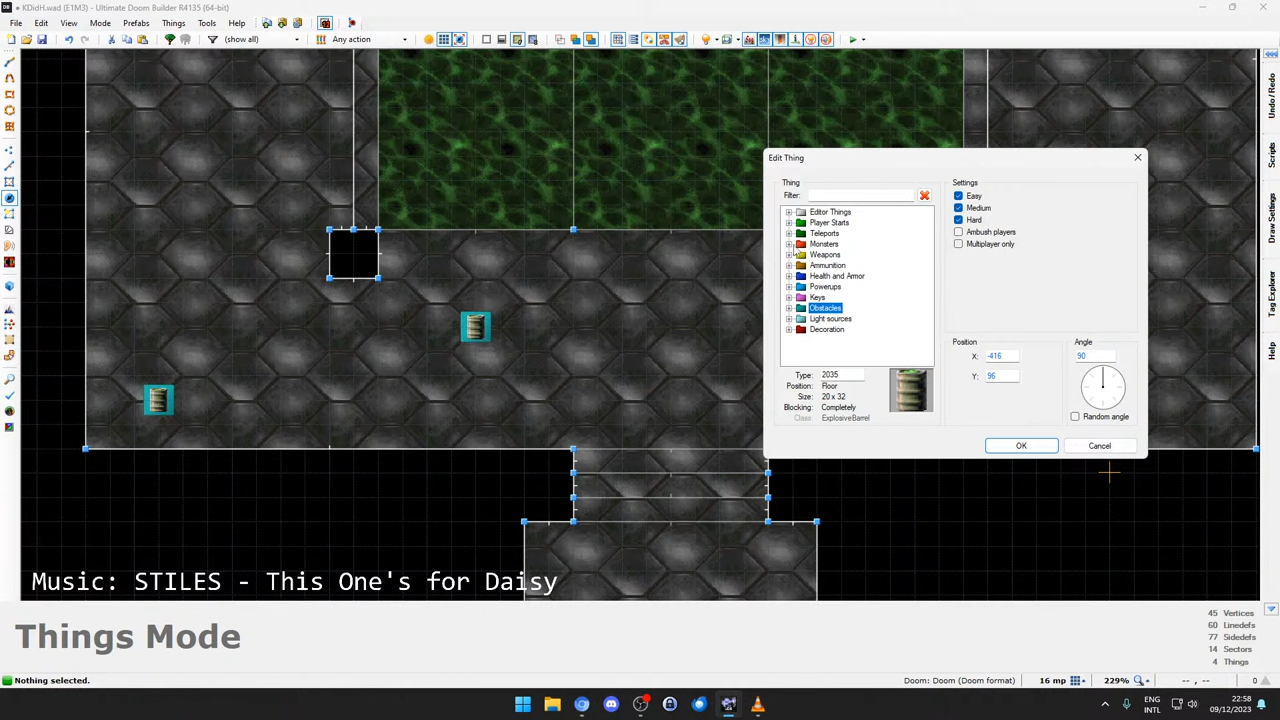 KDidH.wad (E1M3) - Ultimate Doom Builder R4135 (64-bit)
File Edit View Mode Prefabs Things Tools Help
(show all) Any action
Undo / Redo
Scripts
Draw Settings
Tag Explorer
Help
Edit Thing
Thing
Filter:
Editor Things
Player Starts
Teleports
Monsters
Weapons
Ammunition
Health and Armor
Powerups
Keys
Obstacles
Light sources
Decoration
Type: 2035
Position: Floor
Size: 20 x 32
Blocking: Completely
Class: ExplosiveBarrel
Settings
Easy
Medium
Hard
Ambush players
Multiplayer only
Position
X: -416
Y: 96
Angle
90
Random angle
OK Cancel
Music: STILES - This One's for Daisy
Things Mode
45 Vertices
60 Linedefs
77 Sidedefs
14 Sectors
4 Things
Nothing selected. Doom: Doom (Doom format) 16 mp 229% -- , -- 0
ENG
INTL
22:58
09/12/2023